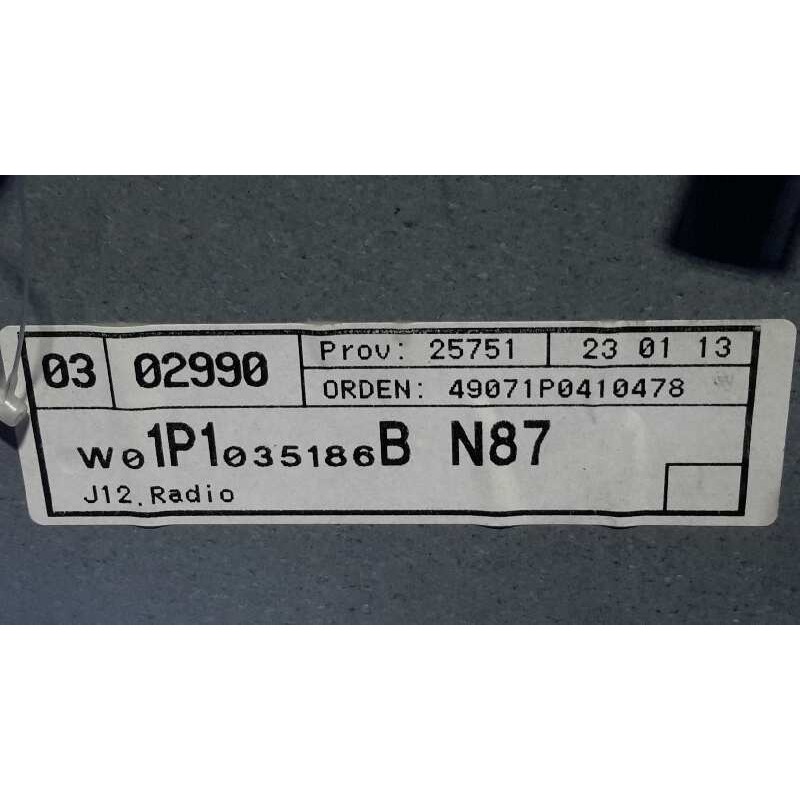 03 02990 Prov: 25751 23 01 13
ORDEN: 49071P0410478
W01P1035186B N87
J12.Radio